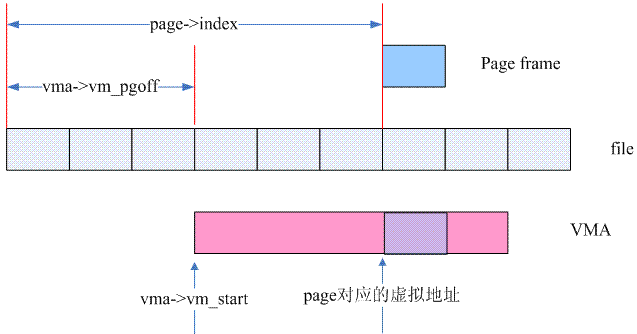 page->index
Page frame
vma->vm_pgoff
file
VMA
vma->vm_start
page对应的虚拟地址